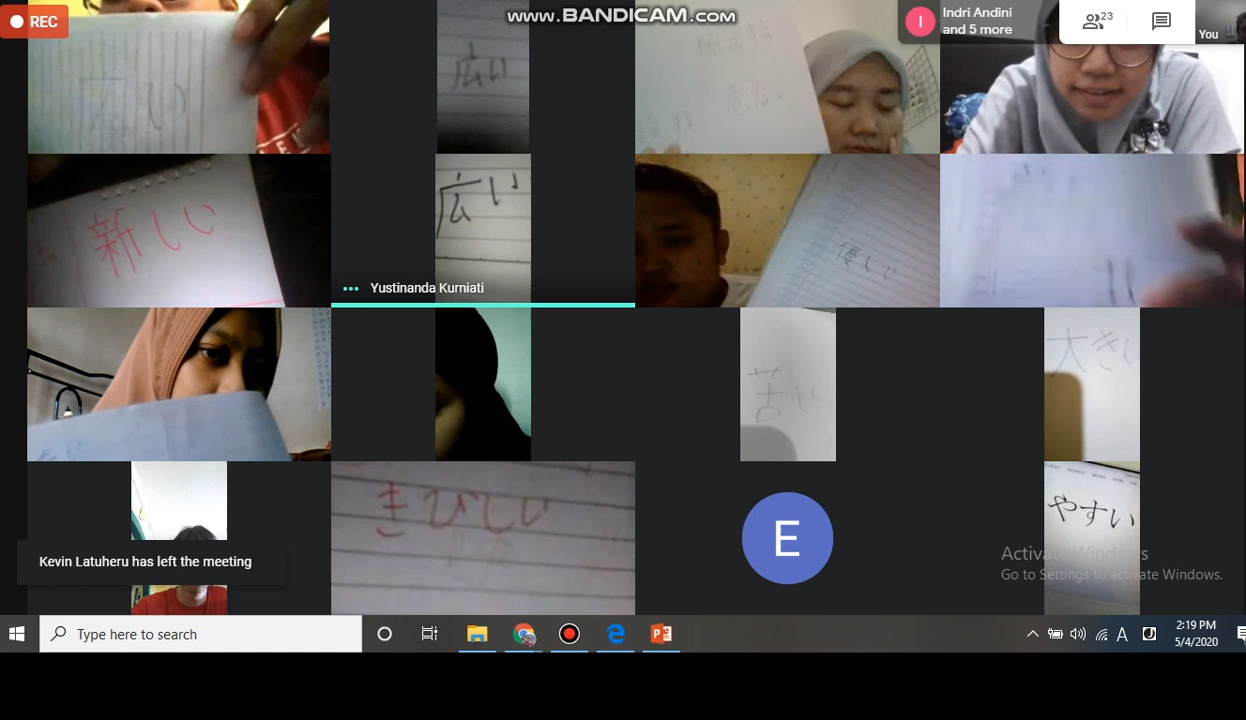 REC
www.BANDICAM.com
Indri Andini
and 5 more
23
You
広い
広い
新しい
広い
Yustinanda Kurniati
優しい
苦
大きい
Kevin Latuheru has left the meeting
きびしい
E
やすい
Activate Windows
Go to Settings to activate Windows.
Type here to search
A
2:19 PM
5/4/2020